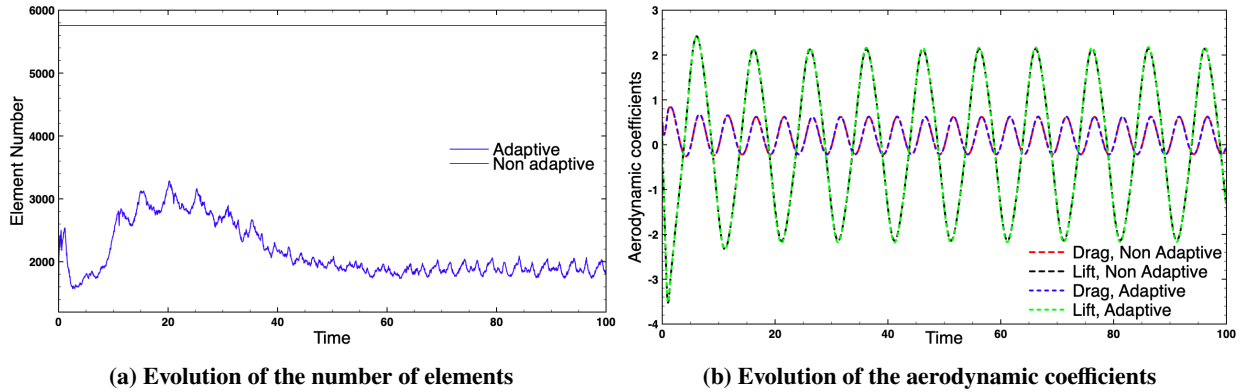 6000
5000
4000
3000
2000
Element Number
Adaptive
Non adaptive
0 20 40 60 80 100
Time
(a) Evolution of the number of elements
3
2
1
0
-1
-2
-3
-4
Aerodynamic coefficients
Drag, Non Adaptive
Lift, Non Adaptive
Drag, Adaptive
Lift, Adaptive
0 20 40 60 80 100
Time
(b) Evolution of the aerodynamic coefficients